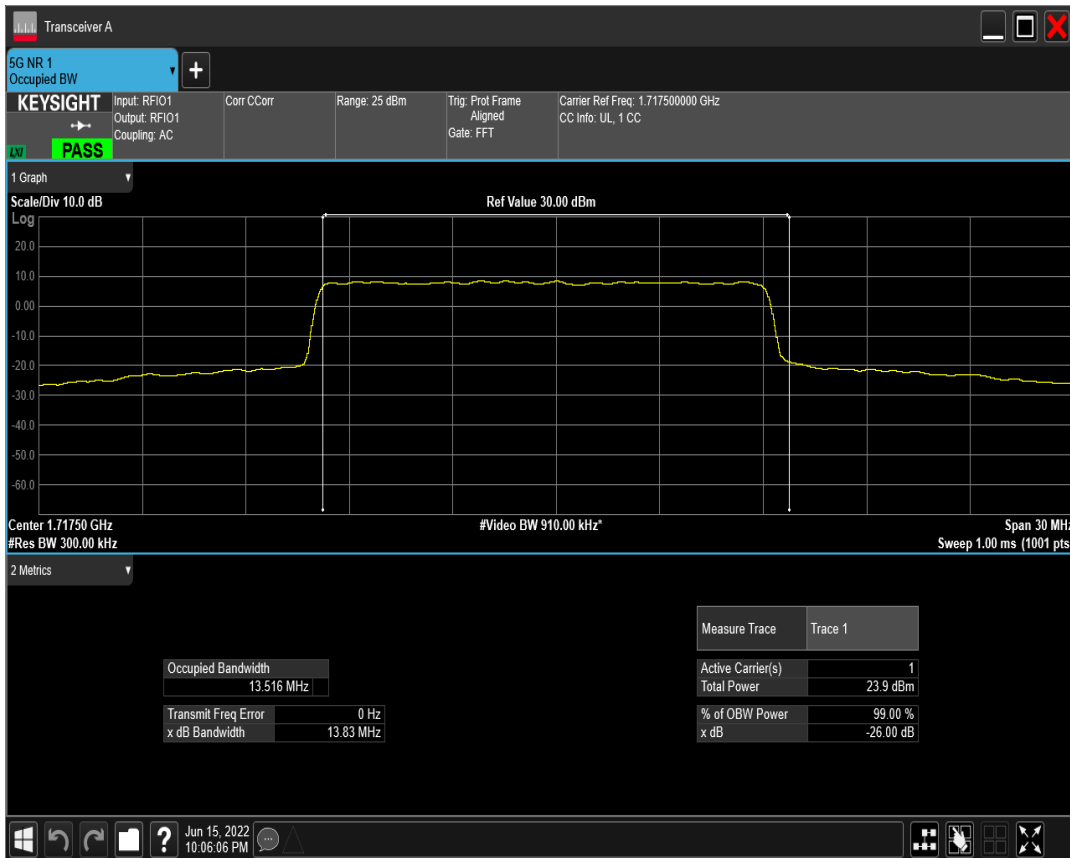 Transceiver A
5G NR 1
Occupied BW
+
KEYSIGHT
LXI
PASS
Input: RFIO1
Output: RFIO1
Coupling: AC
Corr CCorr
Range: 25 dBm
Trig: Prot Frame
Aligned
Gate: FFT
Carrier Ref Freq: 1.717500000 GHz
CC Info: UL, 1 CC
1 Graph
Scale/Div 10.0 dB
Ref Value 30.00 dBm
Log
20.0
10.0
0.00
-10.0
-20.0
-30.0
-40.0
-50.0
-60.0
Center 1.71750 GHz
#Video BW 910.00 kHz*
Span 30 MHz
#Res BW 300.00 kHz
Sweep 1.00 ms (1001 pts
2 Metrics
Measure Trace Trace 1
Occupied Bandwidth
13.516 MHz
Active Carrier(s) 1
Total Power 23.9 dBm
Transmit Freq Error 0 Hz
x dB Bandwidth 13.83 MHz
% of OBW Power 99.00 %
x dB -26.00 dB
?
Jun 15, 2022
10:06:06 PM